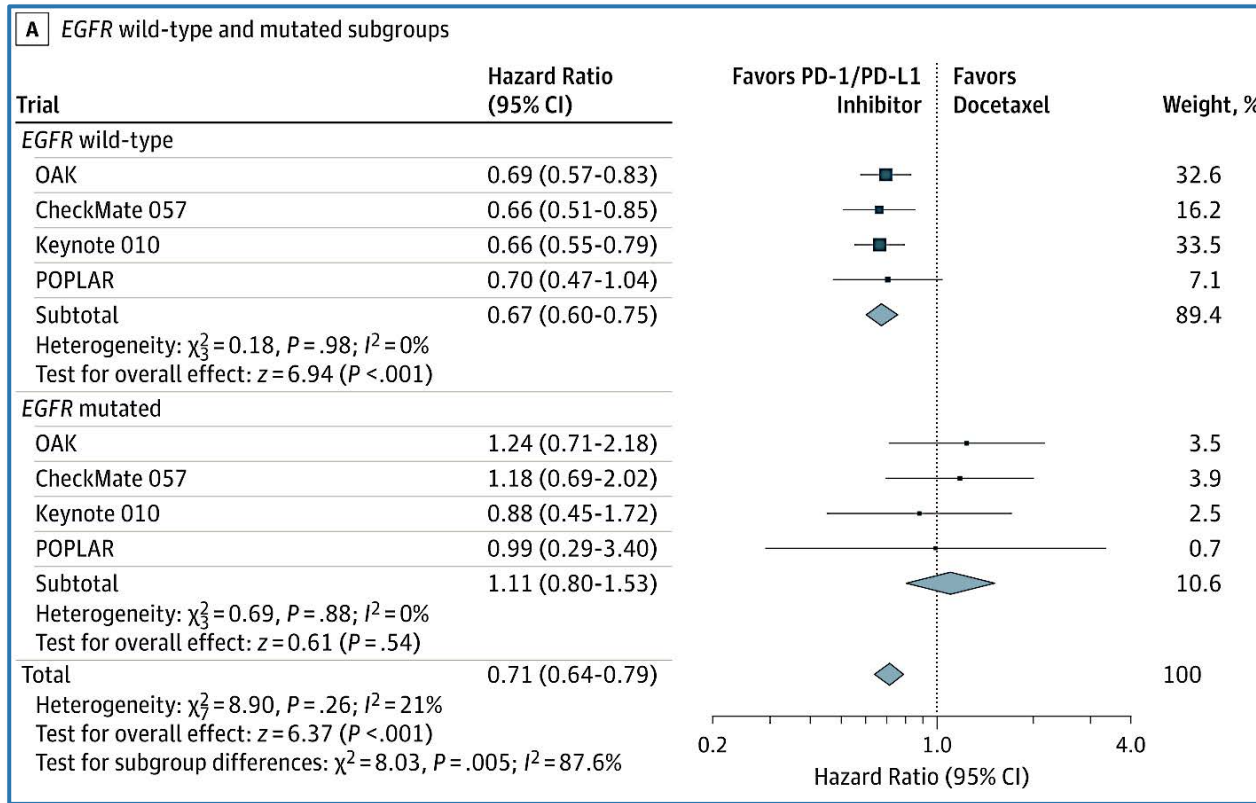 A EGFR wild-type and mutated subgroups
Trial Hazard Ratio (95% CI) Favors PD-1/PD-L1 Inhibitor Favors Docetaxel Weight, %
EGFR wild-type
OAK 0.69 (0.57-0.83) 32.6
CheckMate 057 0.66 (0.51-0.85) 16.2
Keynote 010 0.66 (0.55-0.79) 33.5
POPLAR 0.70 (0.47-1.04) 7.1
Subtotal 0.67 (0.60-0.75) 89.4
Heterogeneity: χ²₃ = 0.18, P = .98; I² = 0%
Test for overall effect: z = 6.94 (P <.001)
EGFR mutated
OAK 1.24 (0.71-2.18) 3.5
CheckMate 057 1.18 (0.69-2.02) 3.9
Keynote 010 0.88 (0.45-1.72) 2.5
POPLAR 0.99 (0.29-3.40) 0.7
Subtotal 1.11 (0.80-1.53) 10.6
Heterogeneity: χ²₃ = 0.69, P = .88; I² = 0%
Test for overall effect: z = 0.61 (P = .54)
Total 0.71 (0.64-0.79) 100
Heterogeneity: χ²₇ = 8.90, P = .26; I² = 21%
Test for overall effect: z = 6.37 (P <.001)
Test for subgroup differences: χ² = 8.03, P = .005; I² = 87.6%
0.2 1.0 4.0
Hazard Ratio (95% CI)